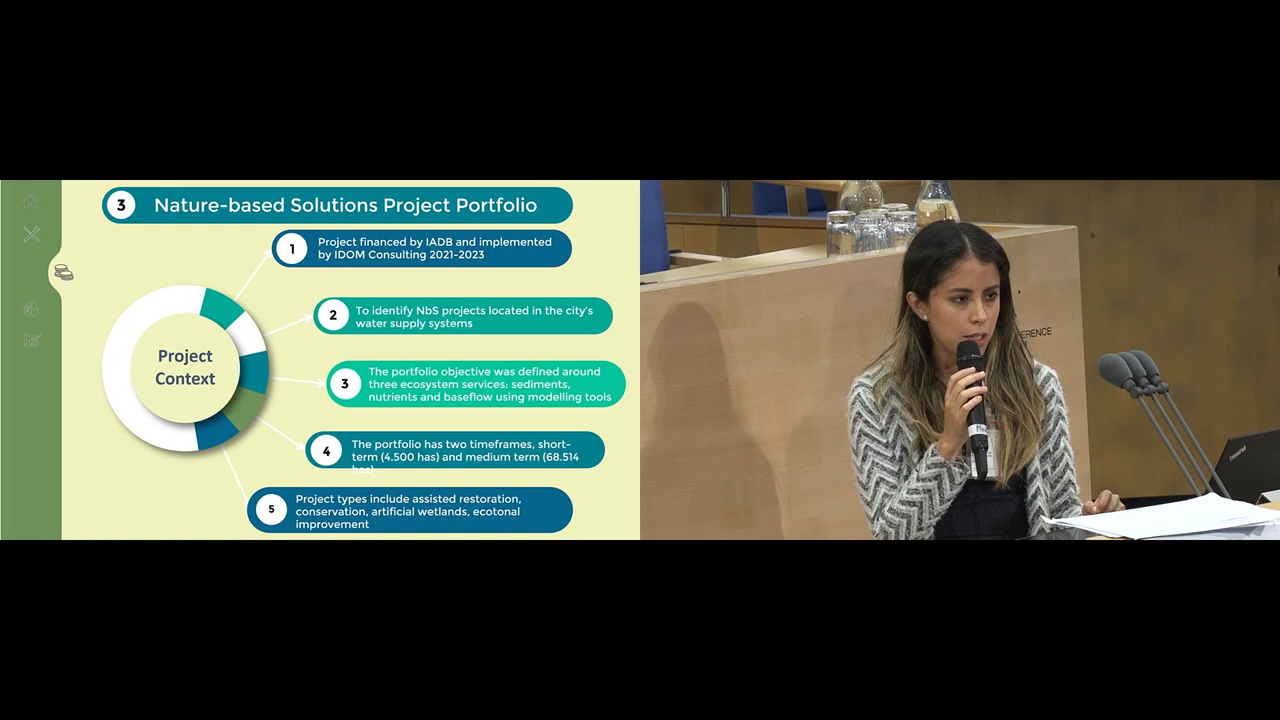 3 Nature-based Solutions Project Portfolio
1 Project financed by IADB and implemented
by IDOM Consulting 2021-2023
2 To identify NbS projects located in the city's
water supply systems
Project
Context
3 The portfolio objective was defined around
three ecosystem services: sediments,
nutrients and baseflow using modelling tools
4 The portfolio has two timeframes, short-
term (4.500 has) and medium term (68.514
has)
5 Project types include assisted restoration,
conservation, artificial wetlands, ecotonal
improvement
ERENCE
ThinkPad